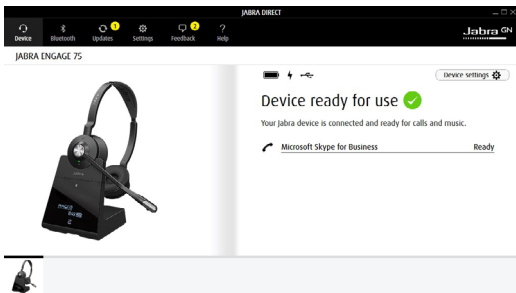 JABRA DIRECT
Device
Bluetooth
1
Updates
Settings
2
Feedback
?
Help
Jabra GN
JABRA ENGAGE 75
Device settings
Device ready for use
Your Jabra device is connected and ready for calls and music.
Microsoft Skype for Business Ready